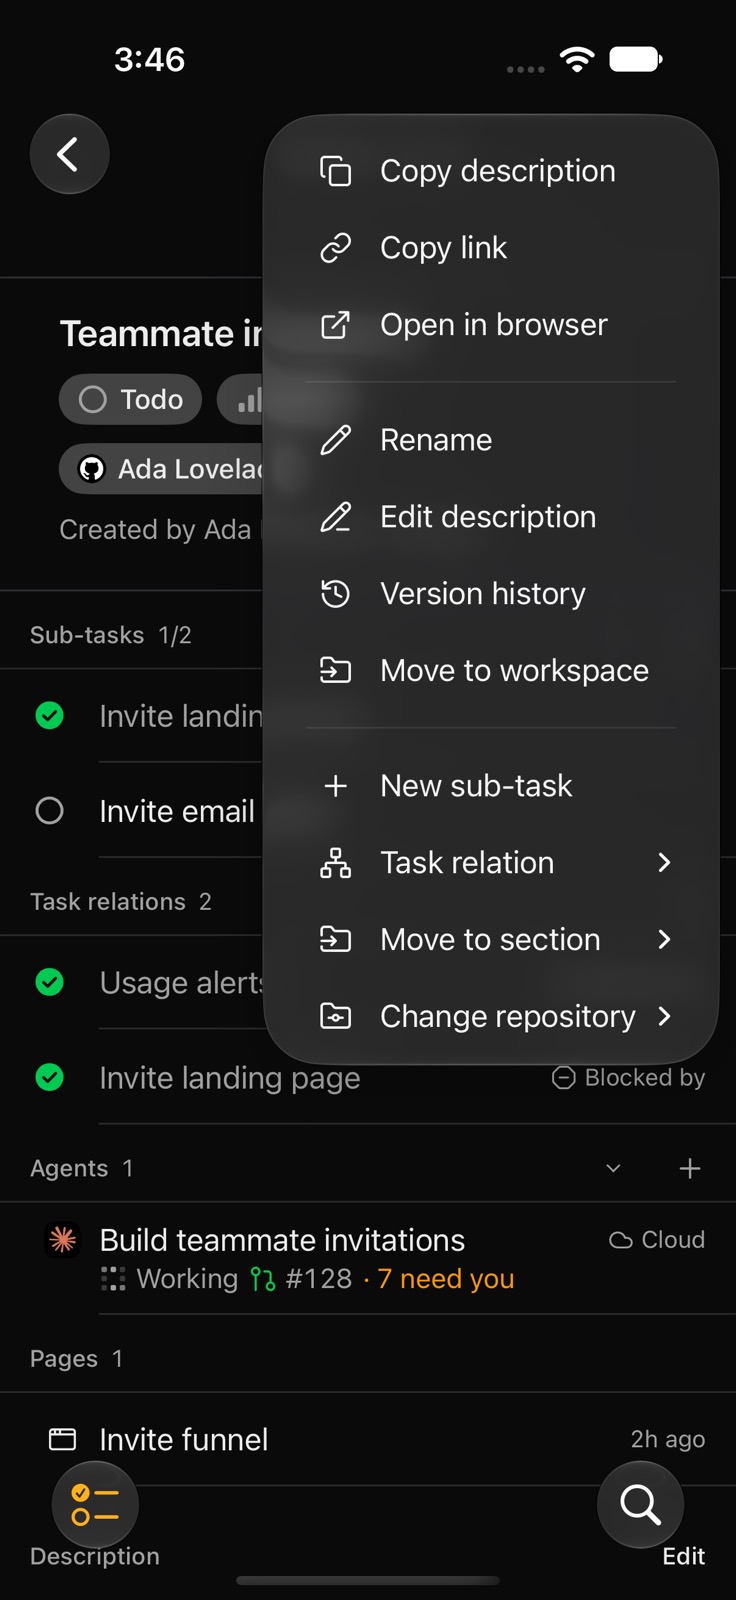 3:46
Copy description
Copy link
Open in browser
Rename
Edit description
Version history
Move to workspace
New sub-task
Task relation
Move to section
Change repository
Teammate
Todo
Ada
Created by Ada
Sub-tasks 1/2
Invite
Invite email
Task relations 2
Usage
Invite landing page
Blocked by
Agents 1
Build teammate invitations
Cloud
Working #128 · 7 need you
Pages 1
Invite funnel
2h ago
Description
Edit